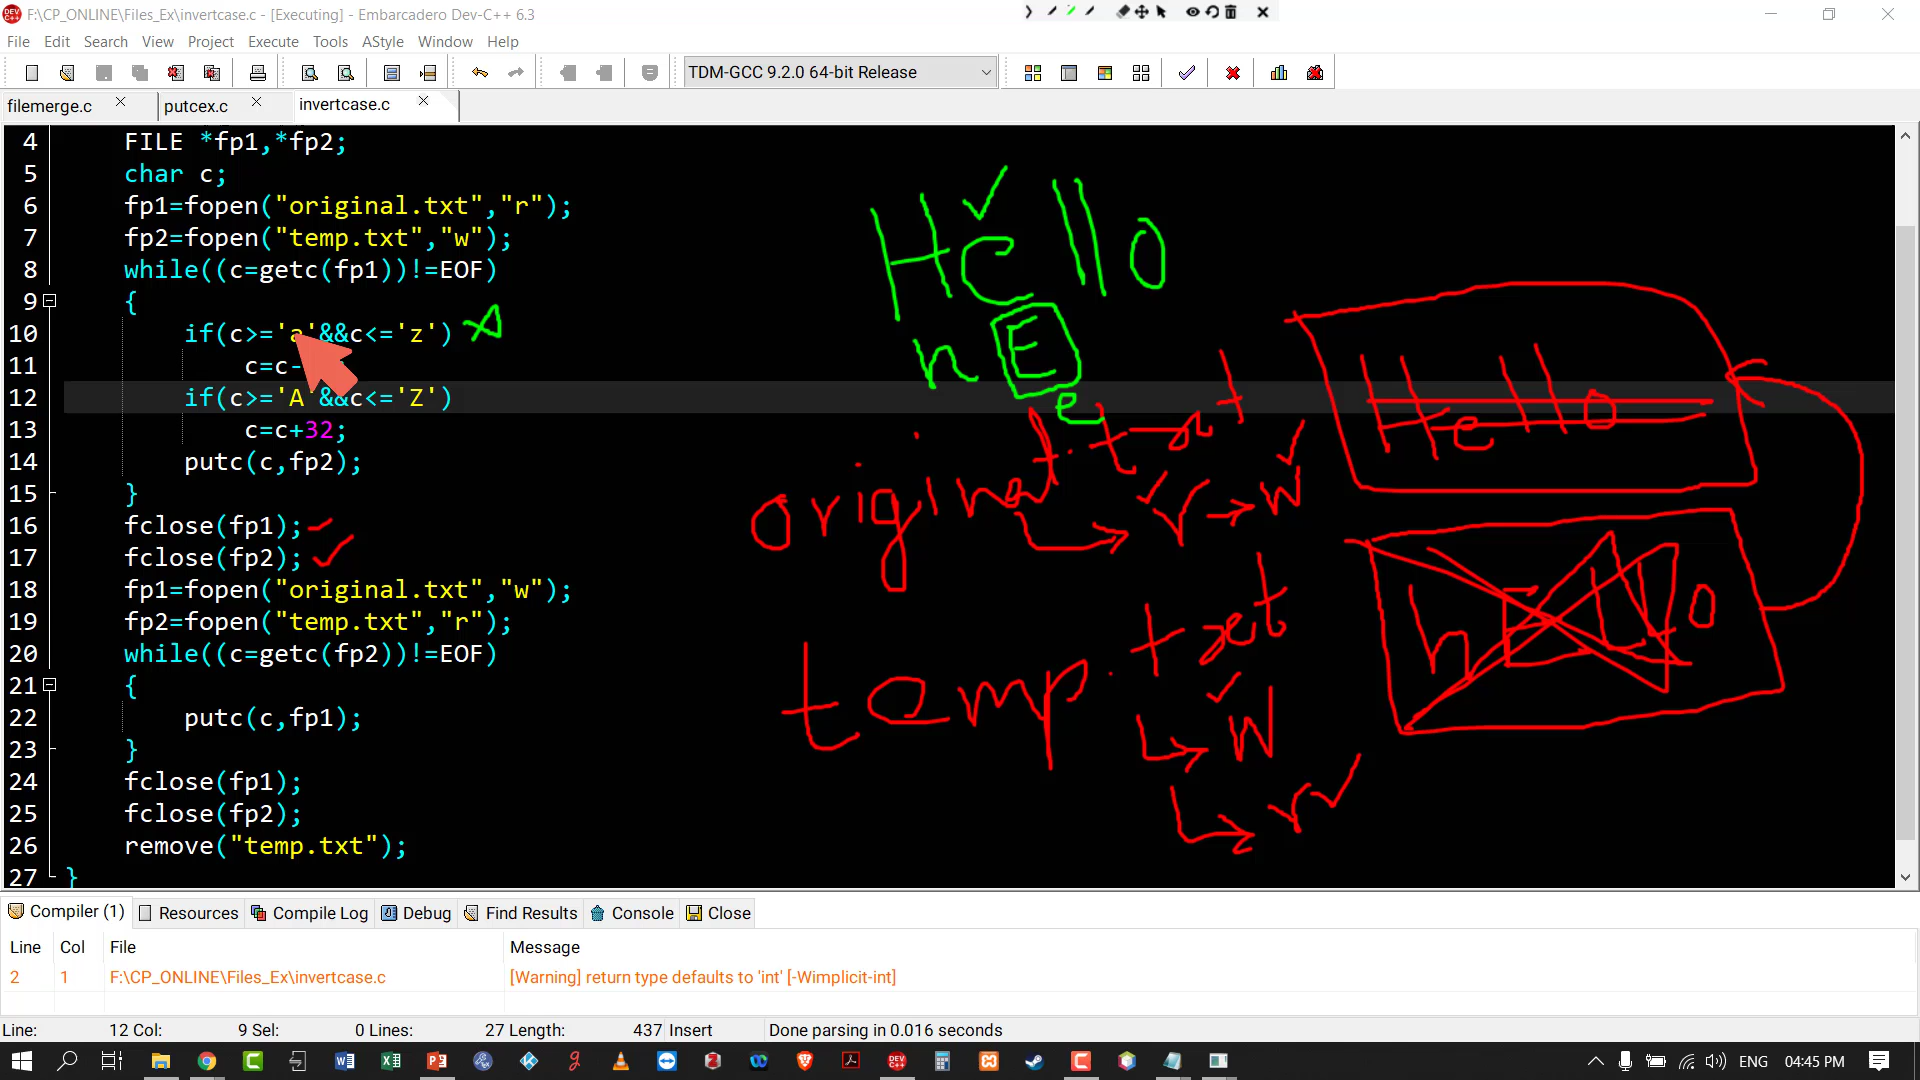 F:\CP_ONLINE\Files_Ex\invertcase.c - [Executing] - Embarcadero Dev-C++ 6.3
File Edit Search View Project Execute Tools AStyle Window Help
TDM-GCC 9.2.0 64-bit Release
filemerge.c putcex.c invertcase.c
4 FILE *fp1,*fp2;
5 char c;
6 fp1=fopen("original.txt","r");
7 fp2=fopen("temp.txt","w");
8 while((c=getc(fp1))!=EOF)
9 {
10 if(c>='a'&&c<='z')
11 c=c-
12 if(c>='A'&&c<='Z')
13 c=c+32;
14 putc(c,fp2);
15 }
16 fclose(fp1);
17 fclose(fp2);
18 fp1=fopen("original.txt","w");
19 fp2=fopen("temp.txt","r");
20 while((c=getc(fp2))!=EOF)
21 {
22 putc(c,fp1);
23 }
24 fclose(fp1);
25 fclose(fp2);
26 remove("temp.txt");
27 }
Hello
h E
e
original.txt
r → w
temp.txt
w
r
Hello
hELLO
Compiler (1) Resources Compile Log Debug Find Results Console Close
Line Col File Message
2 1 F:\CP_ONLINE\Files_Ex\invertcase.c [Warning] return type defaults to 'int' [-Wimplicit-int]
Line: 12 Col: 9 Sel: 0 Lines: 27 Length: 437 Insert Done parsing in 0.016 seconds
ENG 04:45 PM